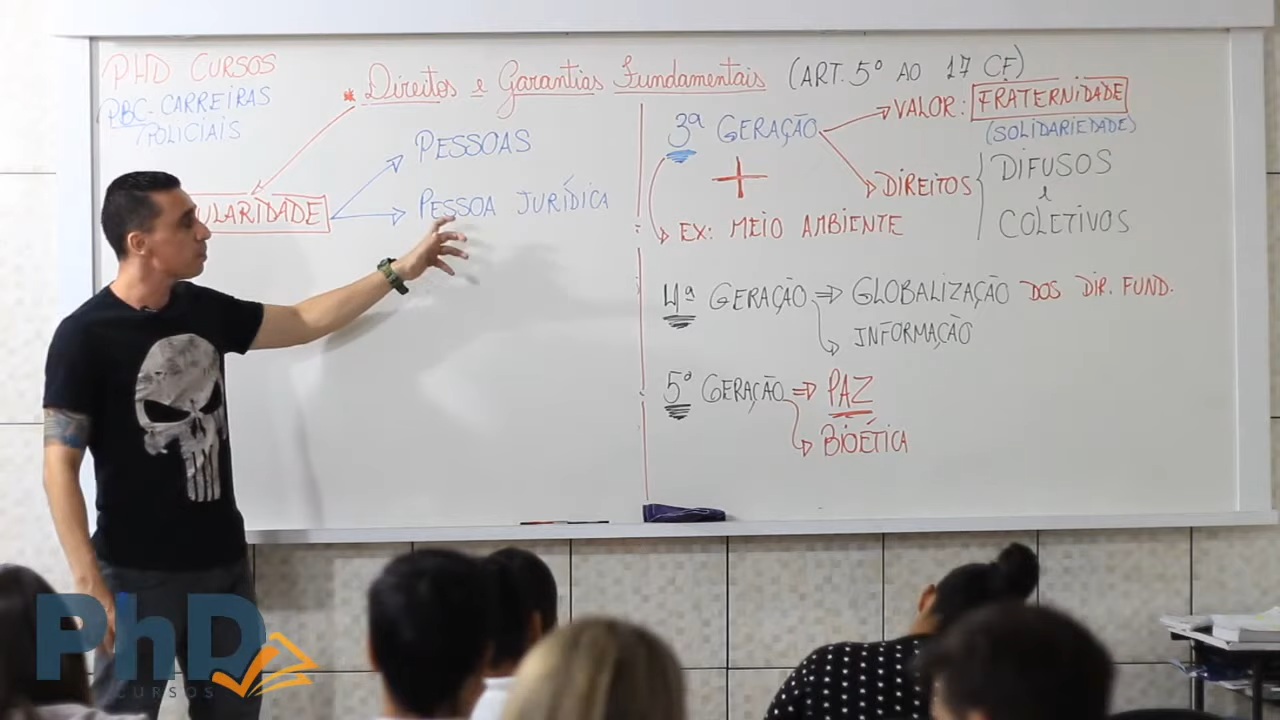 PHD CURSOS
PBC-CARREIRAS
POLICIAIS
* Direitos e Garantias Fundamentais (ART. 5º AO 17 CF)
ULARIDADE
PESSOAS
PESSOA JURÍDICA
3ª GERAÇÃO
VALOR: FRATERNIDADE
(SOLIDARIEDADE)
DIREITOS
DIFUSOS
e
COLETIVOS
+
EX: MEIO AMBIENTE
4ª GERAÇÃO ⇒ GLOBALIZAÇÃO DOS DIR. FUND.
INFORMAÇÃO
5ª GERAÇÃO ⇒ PAZ
BIOÉTICA
PhD
CURSOS